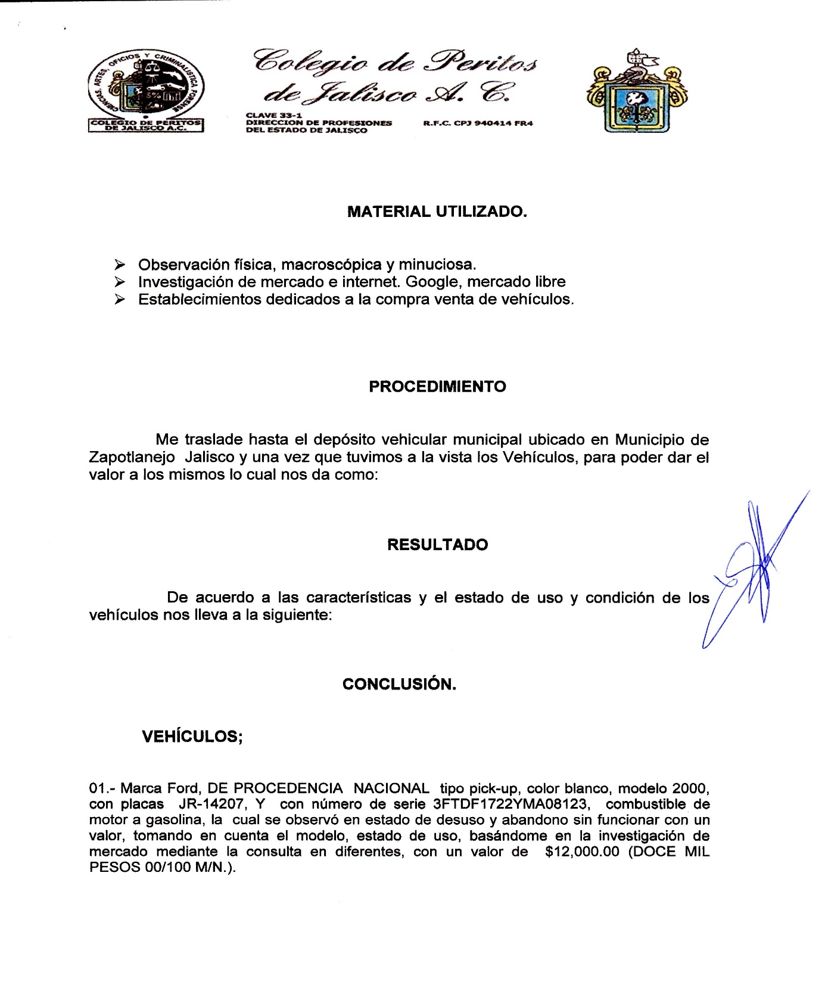 CIENCIAS, ARTES, OFICIOS Y CRIMINALISTICA FORENSE
COLEGIO DE PERITOS
DE JALISCO A.C.
Colegio de Peritos
de Jalisco A. C.
CLAVE 33-1
DIRECCION DE PROFESIONES R.F.C. CPJ 940414 FR4
DEL ESTADO DE JALISCO
MATERIAL UTILIZADO.
➢ Observación física, macroscópica y minuciosa.
➢ Investigación de mercado e internet. Google, mercado libre
➢ Establecimientos dedicados a la compra venta de vehículos.
PROCEDIMIENTO
Me traslade hasta el depósito vehicular municipal ubicado en Municipio de
Zapotlanejo Jalisco y una vez que tuvimos a la vista los Vehículos, para poder dar el
valor a los mismos lo cual nos da como:
RESULTADO
De acuerdo a las características y el estado de uso y condición de los
vehículos nos lleva a la siguiente:
CONCLUSIÓN.
VEHÍCULOS;
01.- Marca Ford, DE PROCEDENCIA NACIONAL tipo pick-up, color blanco, modelo 2000,
con placas JR-14207, Y con número de serie 3FTDF1722YMA08123, combustible de
motor a gasolina, la cual se observó en estado de desuso y abandono sin funcionar con un
valor, tomando en cuenta el modelo, estado de uso, basándome en la investigación de
mercado mediante la consulta en diferentes, con un valor de $12,000.00 (DOCE MIL
PESOS 00/100 M/N.).